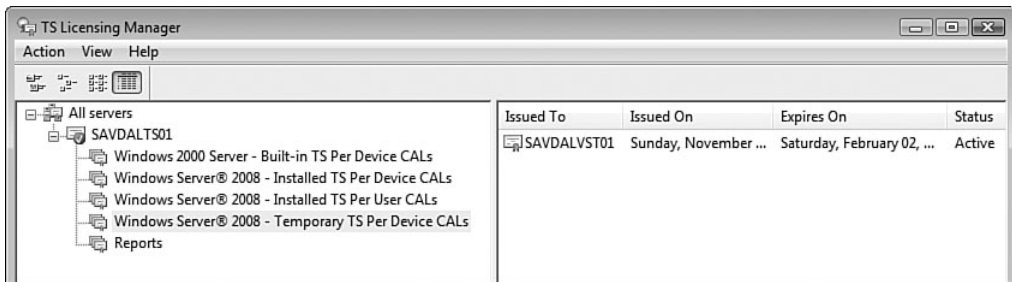 TS Licensing Manager
Action View Help
All servers
SAVDALTS01
Windows 2000 Server - Built-in TS Per Device CALs
Windows Server® 2008 - Installed TS Per Device CALs
Windows Server® 2008 - Installed TS Per User CALs
Windows Server® 2008 - Temporary TS Per Device CALs
Reports
Issued To Issued On Expires On Status
SAVDALVST01 Sunday, November ... Saturday, February 02, ... Active